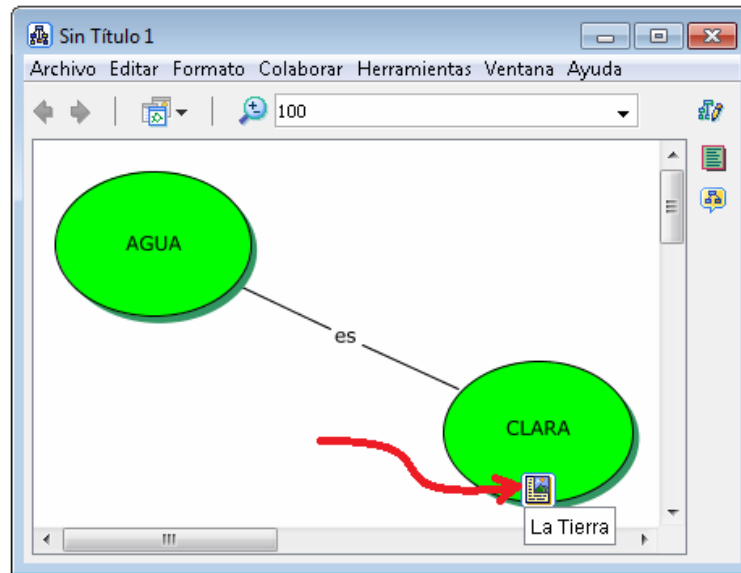 Sin Título 1
Archivo Editar Formato Colaborar Herramientas Ventana Ayuda
100
AGUA
es
CLARA
La Tierra